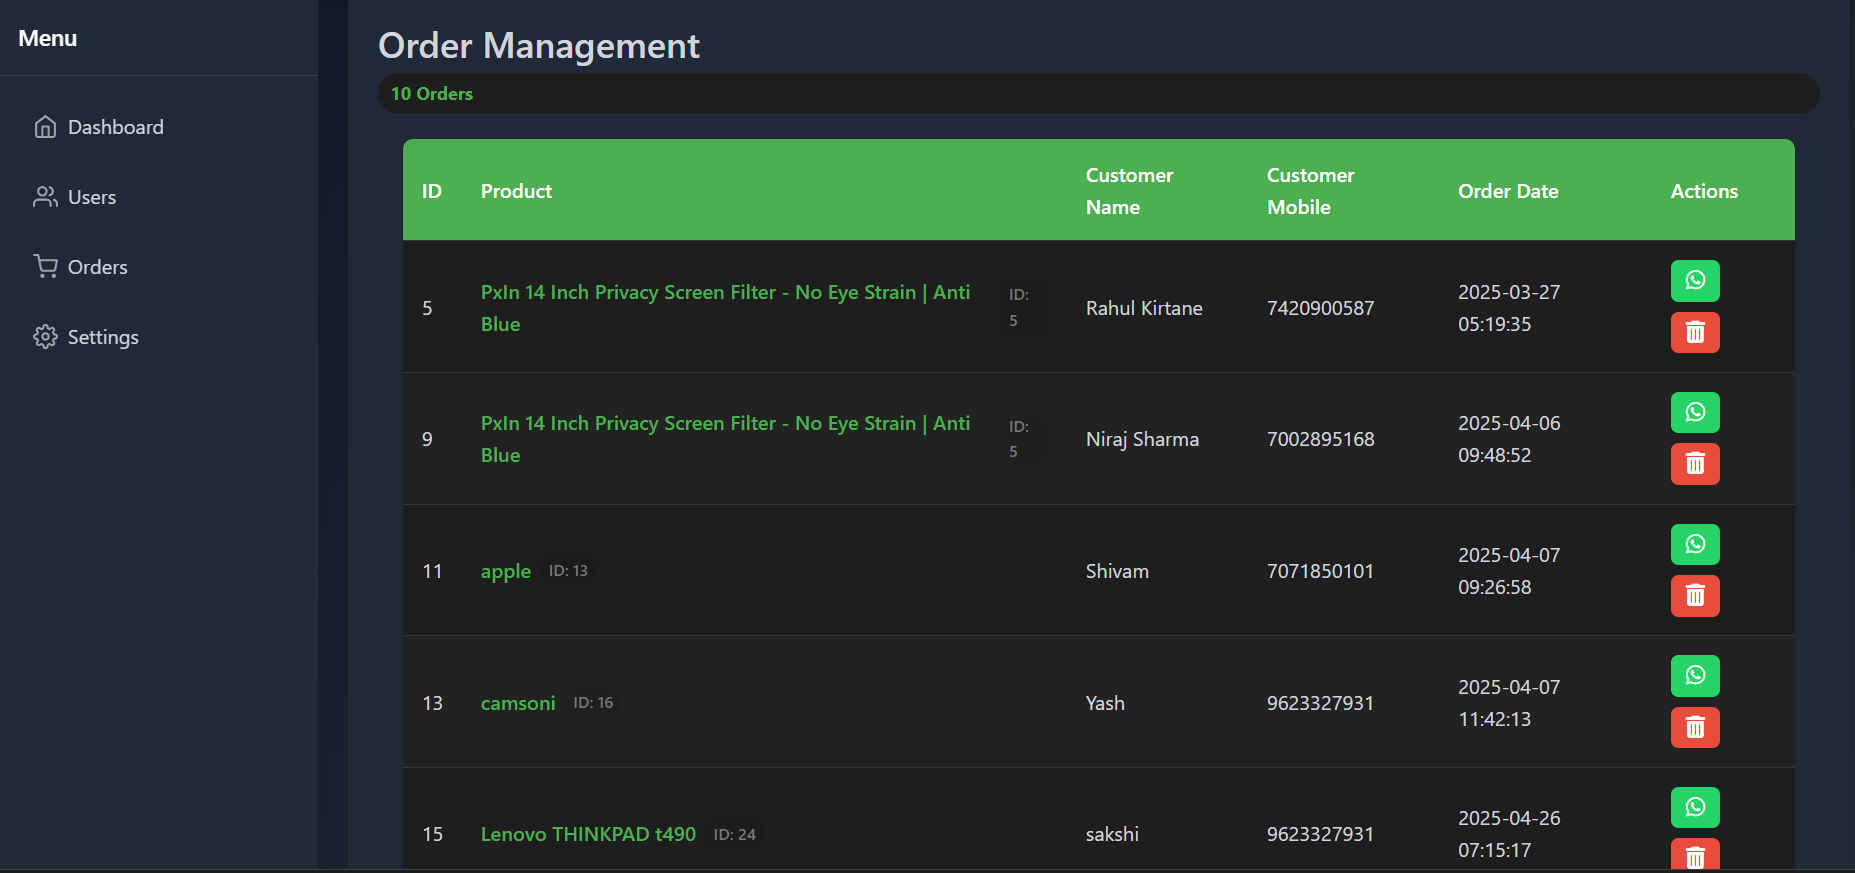 Menu
Dashboard
Users
Orders
Settings
Order Management
10 Orders
ID Product Customer Name Customer Mobile Order Date Actions
5 PxIn 14 Inch Privacy Screen Filter - No Eye Strain | Anti Blue ID: 5 Rahul Kirtane 7420900587 2025-03-27 05:19:35
9 PxIn 14 Inch Privacy Screen Filter - No Eye Strain | Anti Blue ID: 5 Niraj Sharma 7002895168 2025-04-06 09:48:52
11 apple ID: 13 Shivam 7071850101 2025-04-07 09:26:58
13 camsoni ID: 16 Yash 9623327931 2025-04-07 11:42:13
15 Lenovo THINKPAD t490 ID: 24 sakshi 9623327931 2025-04-26 07:15:17